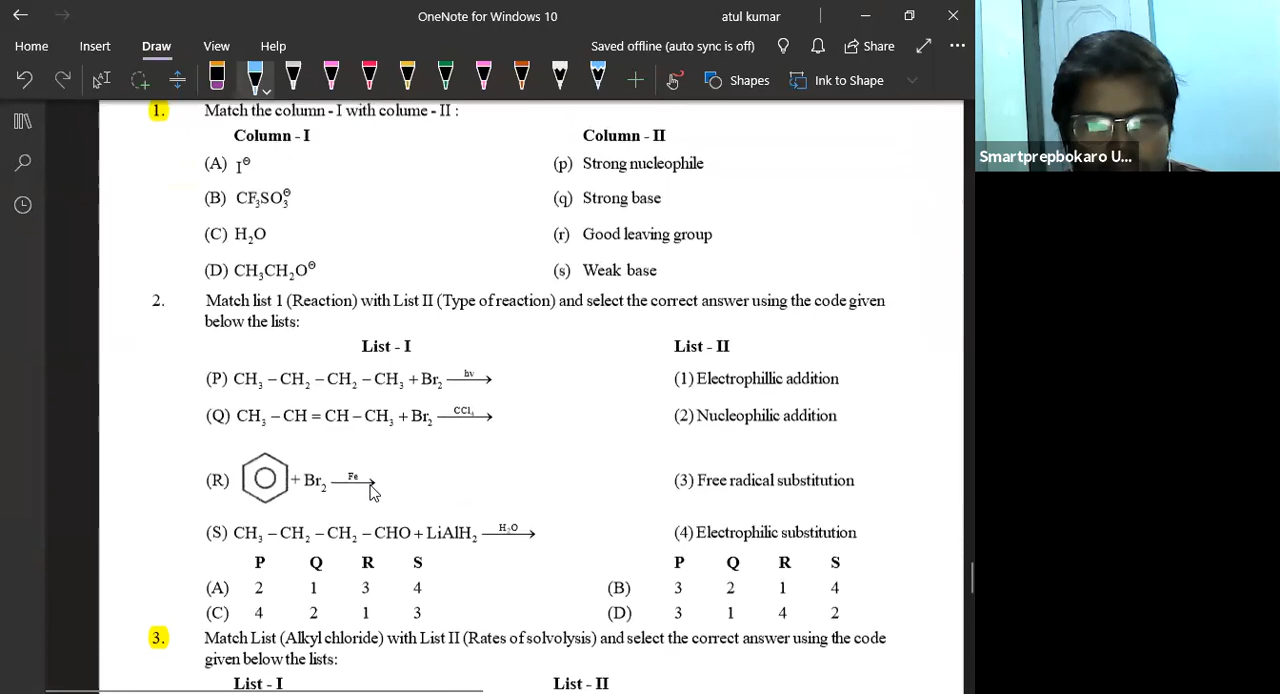 OneNote for Windows 10
atul kumar
Home Insert Draw View Help
Saved offline (auto sync is off)
Share
Shapes
Ink to Shape
Smartprepbokaro U...
1. Match the column - I with colume - II :
Column - I Column - II
(A) I⊖ (p) Strong nucleophile
(B) CF₃SO₃⊖ (q) Strong base
(C) H₂O (r) Good leaving group
(D) CH₃CH₂O⊖ (s) Weak base
2. Match list 1 (Reaction) with List II (Type of reaction) and select the correct answer using the code given
below the lists:
List - I List - II
(P) CH₃ – CH₂ – CH₂ – CH₃ + Br₂ hν→ (1) Electrophillic addition
(Q) CH₃ – CH = CH – CH₃ + Br₂ CCl₄→ (2) Nucleophilic addition
(R) + Br₂ Fe→ (3) Free radical substitution
(S) CH₃ – CH₂ – CH₂ – CHO + LiAlH₂ H₂O→ (4) Electrophilic substitution
P Q R S P Q R S
(A) 2 1 3 4 (B) 3 2 1 4
(C) 4 2 1 3 (D) 3 1 4 2
3. Match List (Alkyl chloride) with List II (Rates of solvolysis) and select the correct answer using the code
given below the lists:
List - I List - II